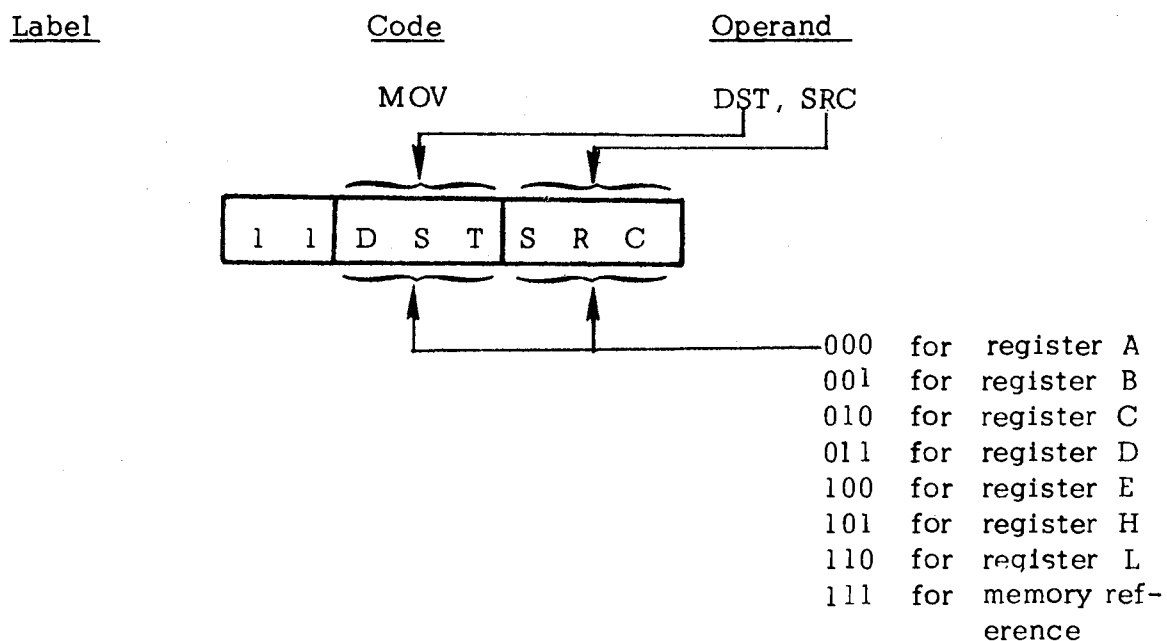 Label Code Operand
MOV DST, SRC
1 1 D S T S R C
000 for register A
001 for register B
010 for register C
011 for register D
100 for register E
101 for register H
110 for register L
111 for memory ref-
erence